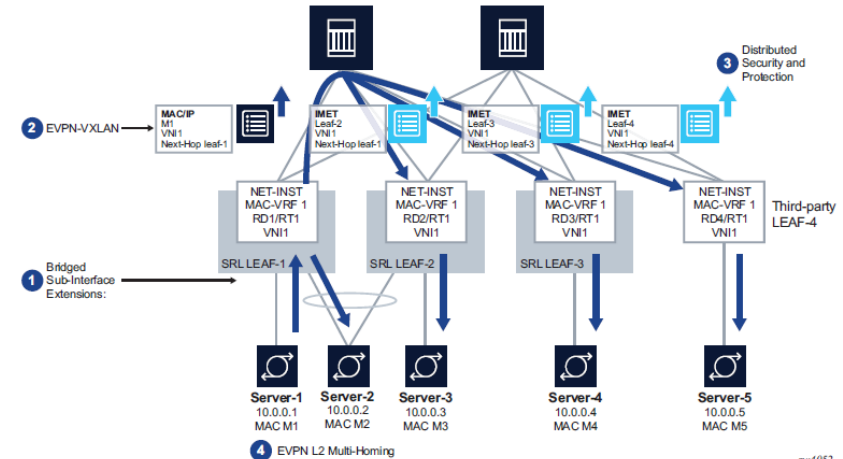 3
Distributed
Security and
Protection
2
EVPN-VXLAN
MAC/IP
M1
VNI1
Next-Hop leaf-1
IMET
Leaf-2
VNI1
Next-Hop leaf-1
IMET
Leaf-3
VNI1
Next-Hop leaf-3
IMET
Leaf-4
VNI1
Next-Hop leaf-4
NET-INST
MAC-VRF 1
RD1/RT1
VNI1
SRL LEAF-1
NET-INST
MAC-VRF 1
RD2/RT1
VNI1
SRL LEAF-2
NET-INST
MAC-VRF 1
RD3/RT1
VNI1
SRL LEAF-3
NET-INST
MAC-VRF 1
RD4/RT1
VNI1
Third-party
LEAF-4
1
Bridged
Sub-Interface
Extensions:
Server-1
10.0.0.1
MAC M1
Server-2
10.0.0.2
MAC M2
Server-3
10.0.0.3
MAC M3
Server-4
10.0.0.4
MAC M4
Server-5
10.0.0.5
MAC M5
4
EVPN L2 Multi-Homing